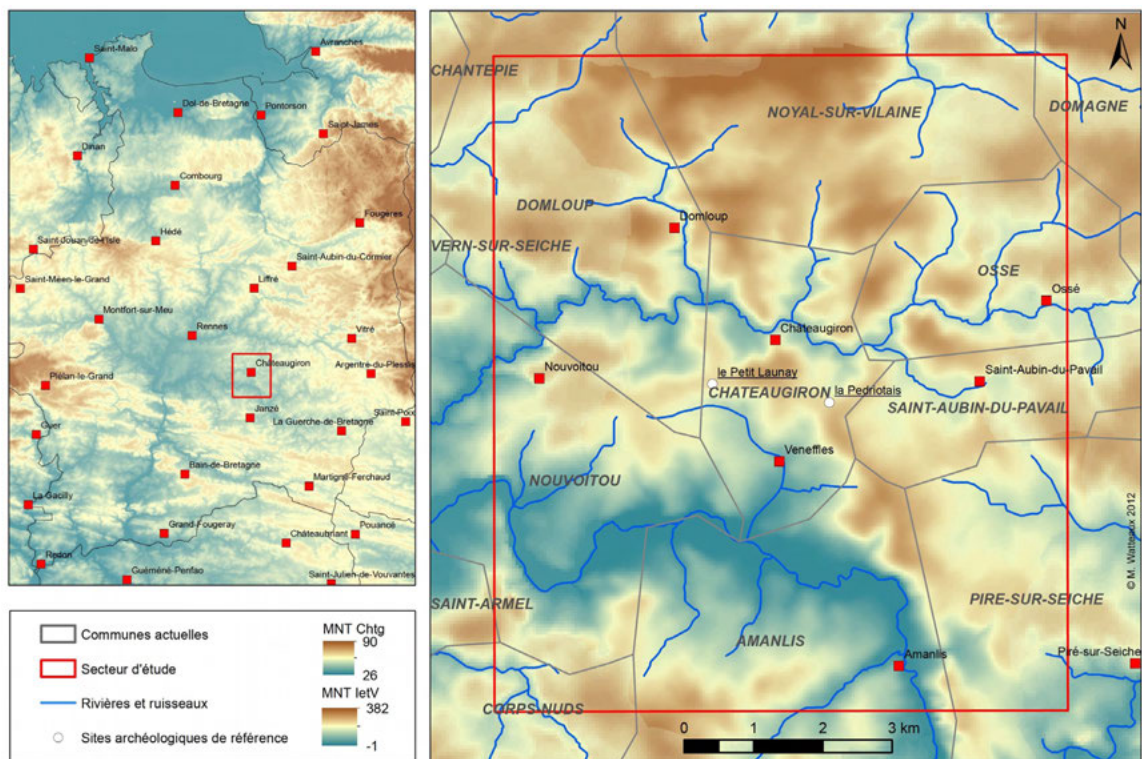 Saint-Malo
Avranches
Dol-de-Bretagne
Pontorson
Saint-James
Dinan
Combourg
Fougères
Hédé
Saint-Jouan-de-l'Isle
Saint-Aubin-du-Cormier
Saint-Méen-le-Grand
Liffré
Montfort-sur-Meu
Rennes
Vitré
Châteaugiron
Argentré-du-Plessis
Plélan-le-Grand
Janzé
La Guerche-de-Bretagne
Saint-Poix
Guer
Bain-de-Bretagne
Martigné-Ferchaud
La Gacilly
Grand-Fougeray
Châteaubriant
Pouancé
Redon
Guéméné-Penfao
Saint-Julien-de-Vouvantes
Communes actuelles
Secteur d'étude
Rivières et ruisseaux
Sites archéologiques de référence
MNT Chtg
90
26
MNT IetV
382
-1
N
CHANTEPIE
NOYAL-SUR-VILAINE
DOMAGNE
DOMLOUP
Domloup
VERN-SUR-SEICHE
OSSE
Ossé
Chateaugiron
Nouvoitou
le Petit Launay
Saint-Aubin-du-Pavail
CHATEAUGIRON
la Pedriotais
SAINT-AUBIN-DU-PAVAIL
Veneffles
NOUVOITOU
SAINT-ARMEL
PIRE-SUR-SEICHE
AMANLIS
Amanlis
Piré-sur-Seiche
CORPS-NUDS
0 1 2 3 km
© M. Watteaux 2012